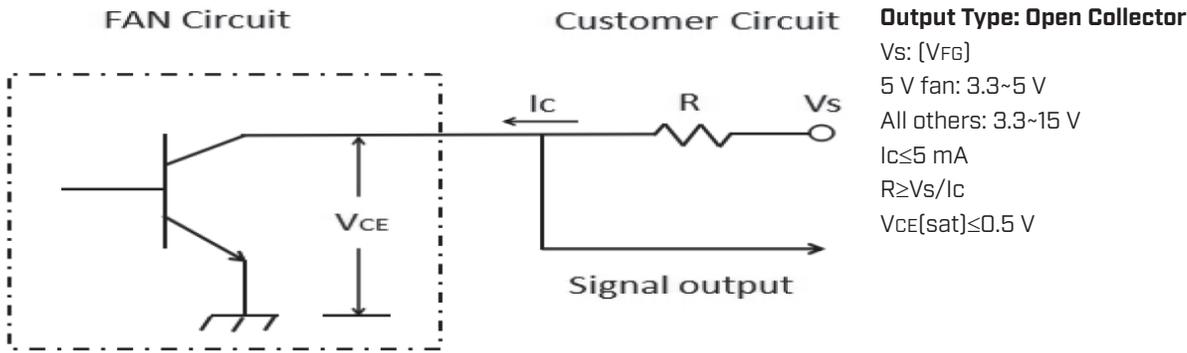 FAN Circuit
Customer Circuit
Ic
R
Vs
VCE
Signal output
Output Type: Open Collector
Vs: (VFG)
5 V fan: 3.3~5 V
All others: 3.3~15 V
Ic≤5 mA
R≥Vs/Ic
VCE(sat)≤0.5 V